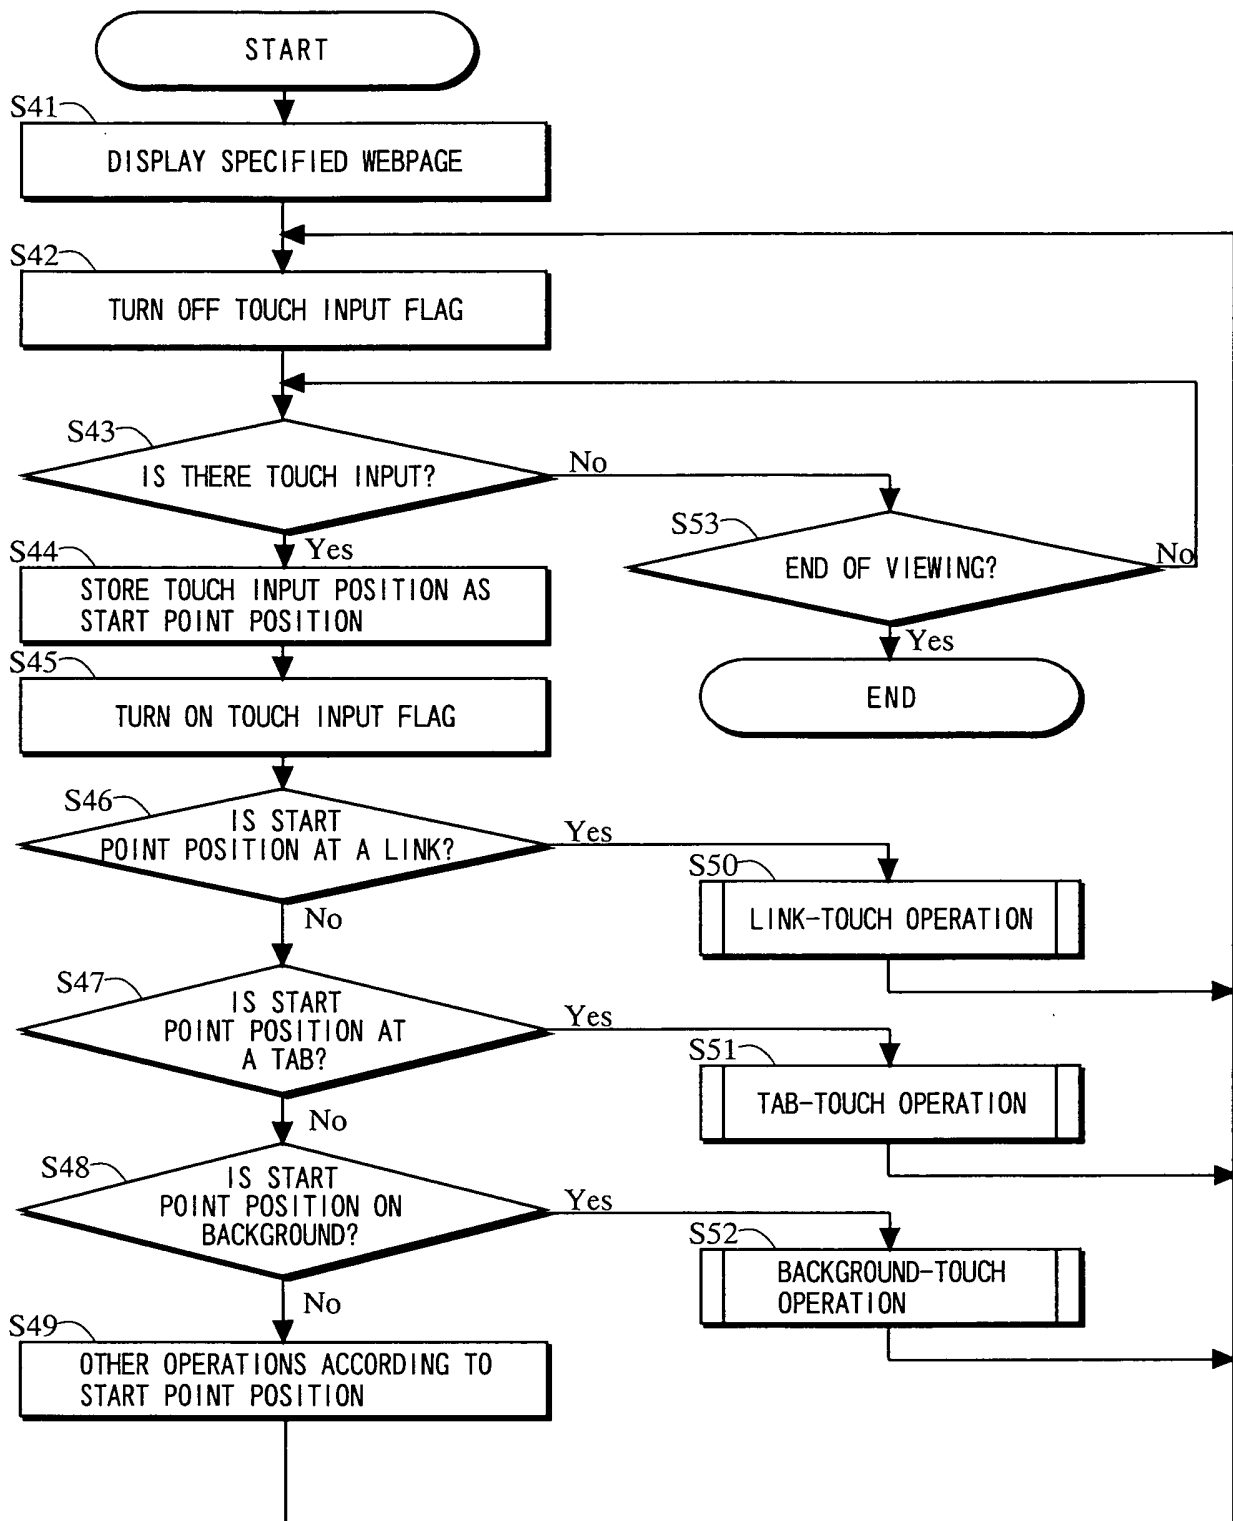 START
S41
DISPLAY SPECIFIED WEBPAGE
S42
TURN OFF TOUCH INPUT FLAG
S43
IS THERE TOUCH INPUT?
No
Yes
S53
END OF VIEWING?
No
Yes
END
S44
STORE TOUCH INPUT POSITION AS
START POINT POSITION
S45
TURN ON TOUCH INPUT FLAG
S46
IS START
POINT POSITION AT A LINK?
Yes
No
S50
LINK-TOUCH OPERATION
S47
IS START
POINT POSITION AT
A TAB?
Yes
No
S51
TAB-TOUCH OPERATION
S48
IS START
POINT POSITION ON
BACKGROUND?
Yes
No
S52
BACKGROUND-TOUCH
OPERATION
S49
OTHER OPERATIONS ACCORDING TO
START POINT POSITION